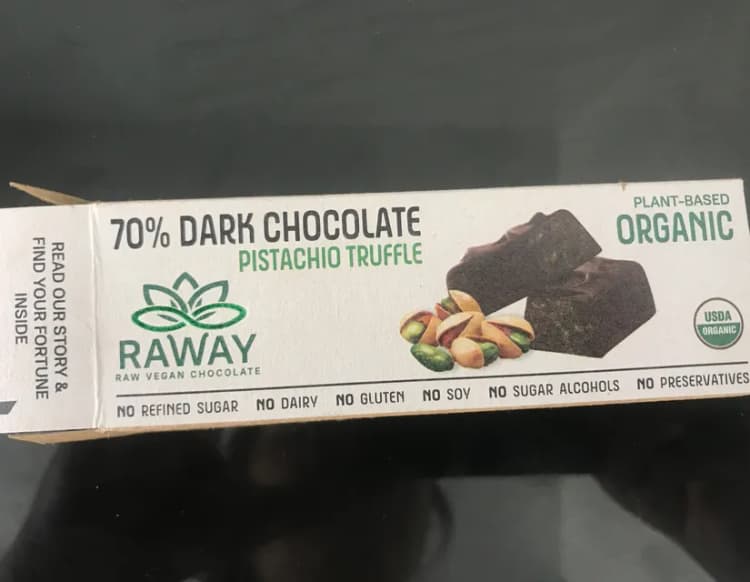 READ OUR STORY &
FIND YOUR FORTUNE
INSIDE
70% DARK CHOCOLATE
PISTACHIO TRUFFLE
RAWAY
RAW VEGAN CHOCOLATE
PLANT-BASED
ORGANIC
USDA
ORGANIC
NO REFINED SUGAR NO DAIRY NO GLUTEN NO SOY NO SUGAR ALCOHOLS NO PRESERVATIVES